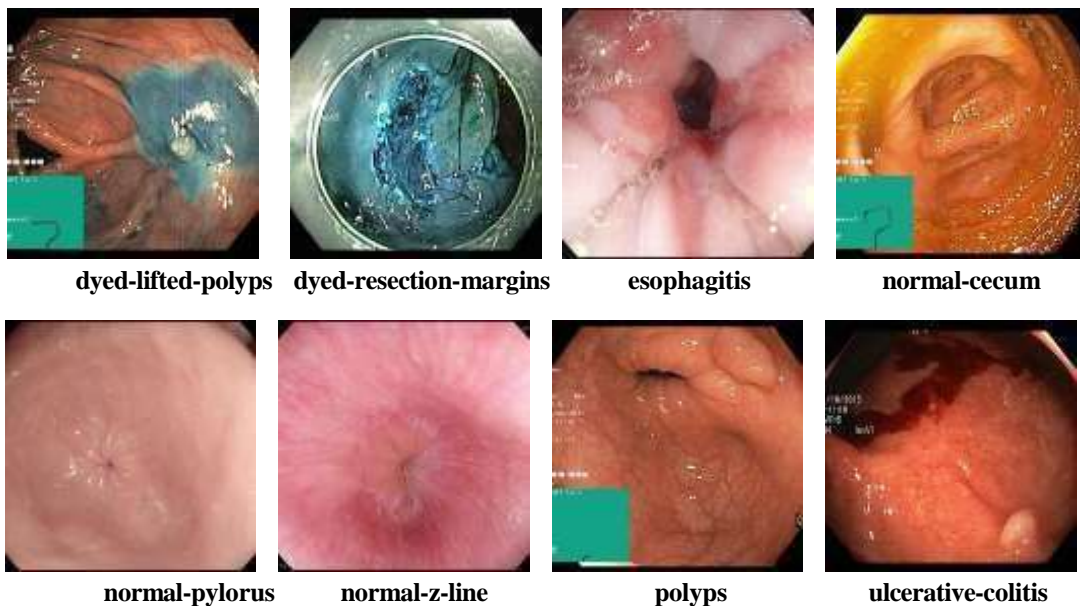 dyed-lifted-polyps dyed-resection-margins esophagitis normal-cecum
normal-pylorus normal-z-line polyps ulcerative-colitis